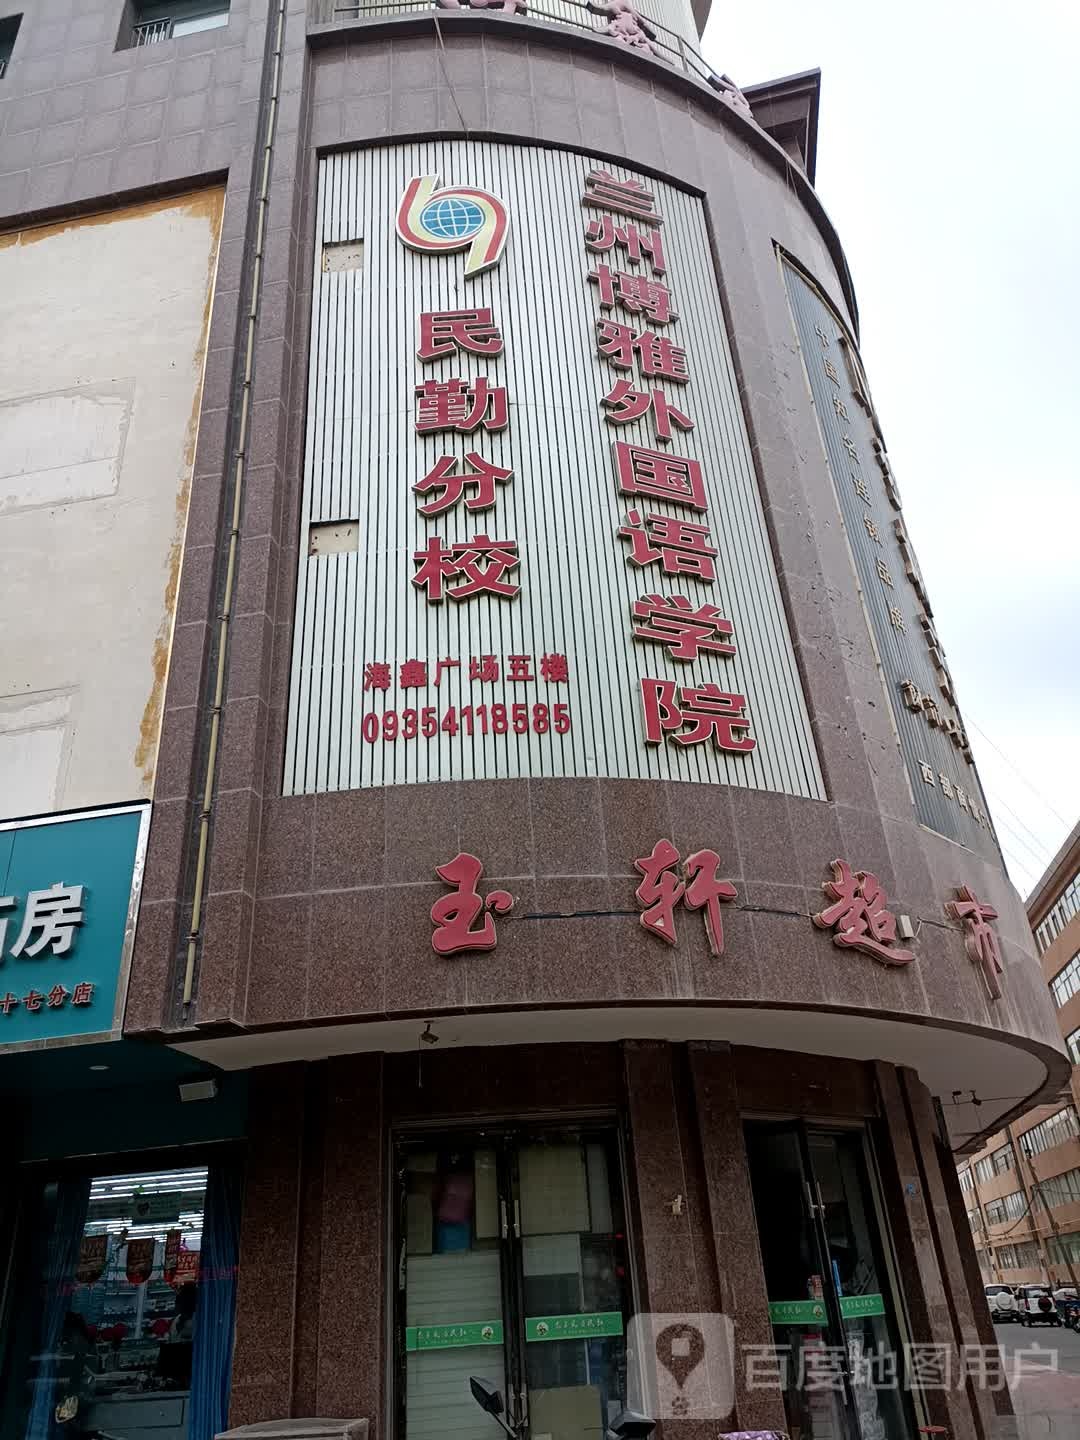 兰州博雅外国语学院
民勤分校
海鑫广场五楼
09354118585
玉轩超市
房
十七分店
百度地图用户